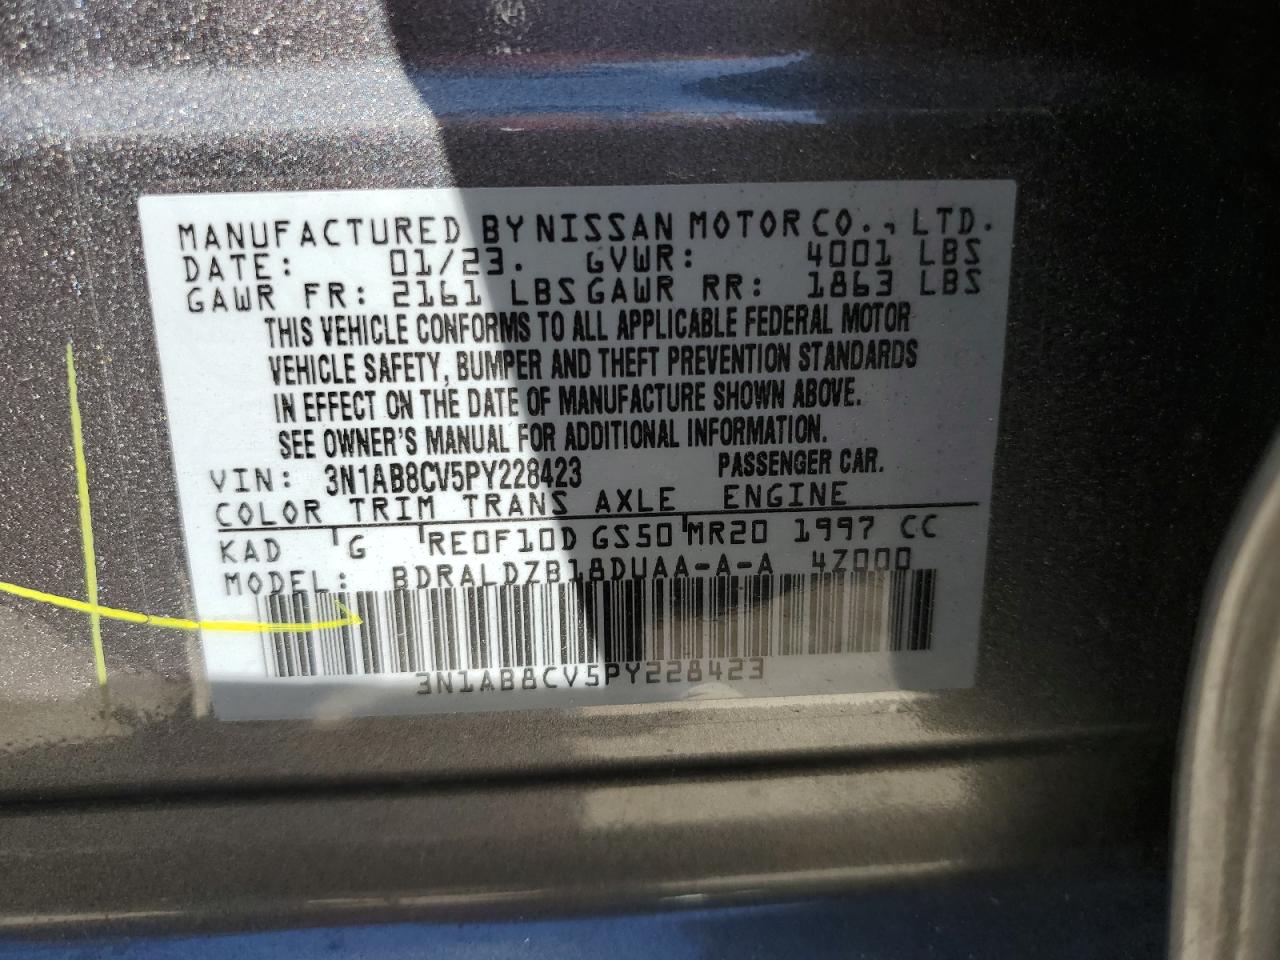 MANUFACTURED BY NISSAN MOTOR CO., LTD.
DATE: 01/23. GVWR: 4001 LBS
GAWR FR: 2161 LBS GAWR RR: 1863 LBS
THIS VEHICLE CONFORMS TO ALL APPLICABLE FEDERAL MOTOR
VEHICLE SAFETY, BUMPER AND THEFT PREVENTION STANDARDS
IN EFFECT ON THE DATE OF MANUFACTURE SHOWN ABOVE.
SEE OWNER'S MANUAL FOR ADDITIONAL INFORMATION.
VIN: 3N1AB8CV5PY228423 PASSENGER CAR.
COLOR TRIM TRANS AXLE ENGINE
KAD G RE0F10D GS50 MR20 1997 CC
MODEL: BDRALDZB18DUAA-A-A 4Z000
3N1AB8CV5PY228423